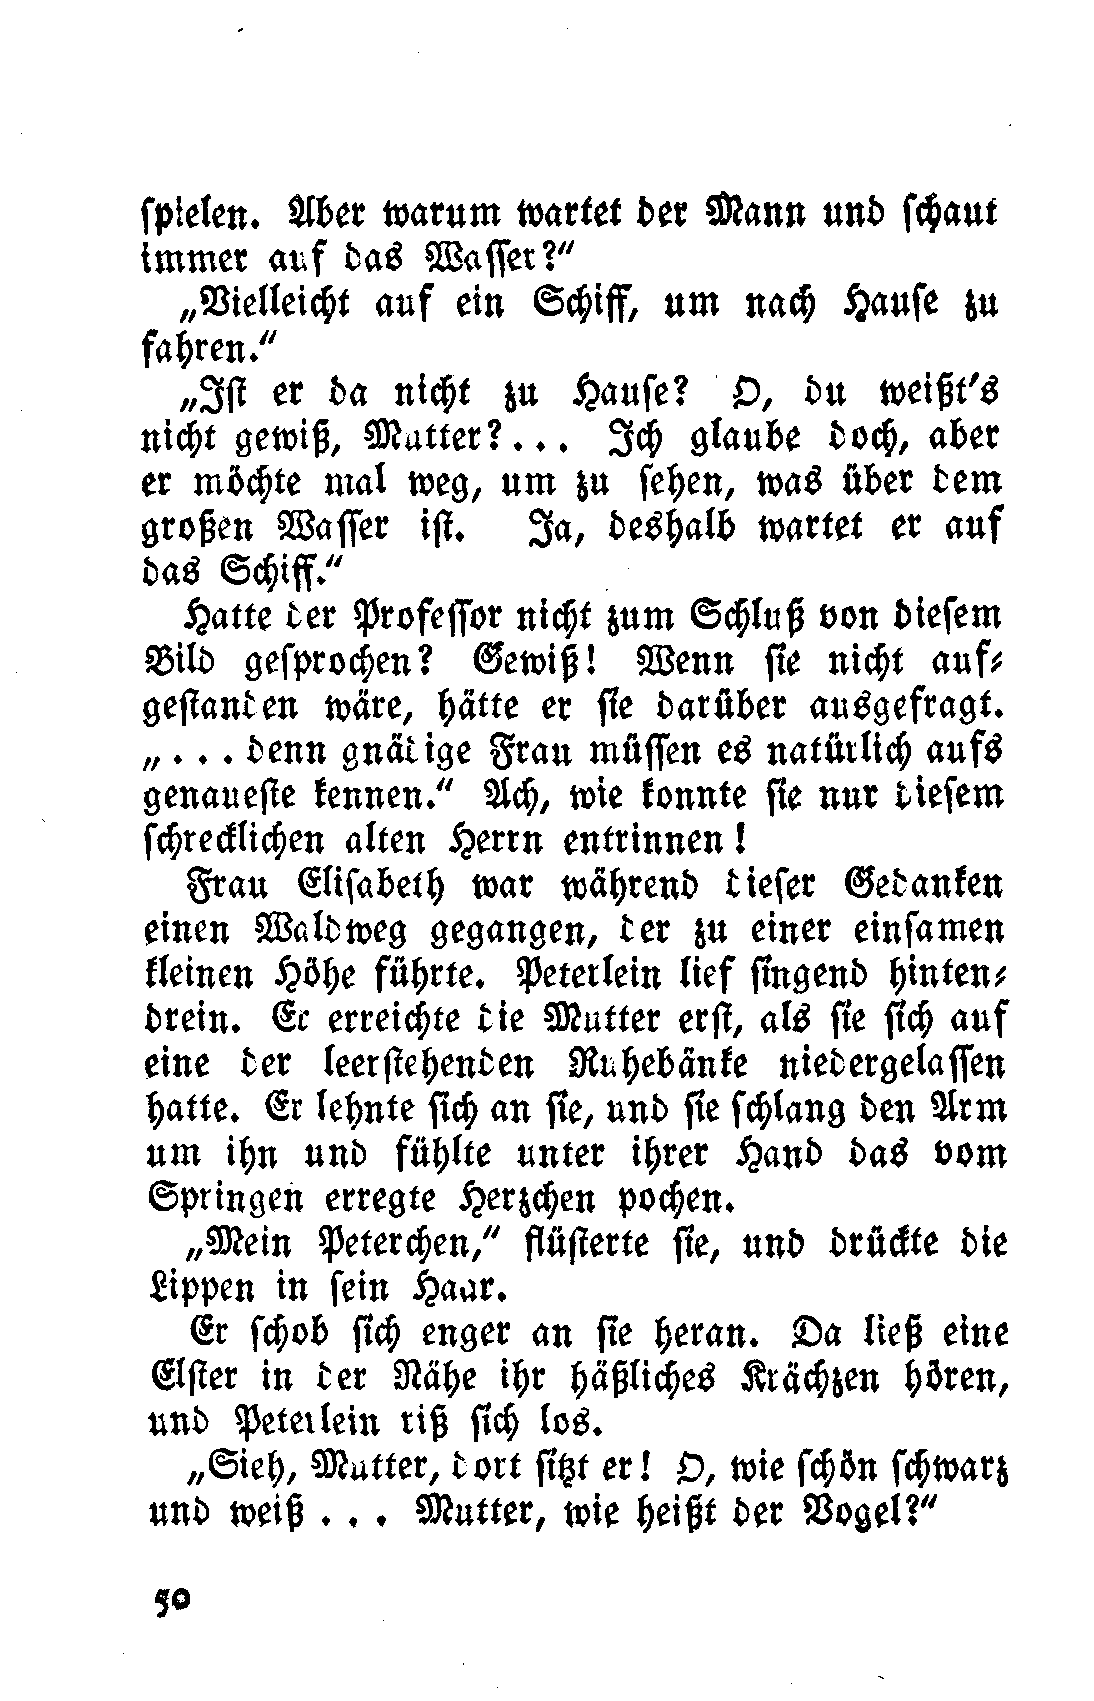 spielen. Aber warum wartet der Mann und schaut
immer auf das Wasser?“
„Vielleicht auf ein Schiff, um nach Hause zu
fahren.“
„Ist er da nicht zu Hause? O, du weißt's
nicht gewiß, Mutter?... Ich glaube doch, aber
er möchte mal weg, um zu sehen, was über dem
großen Wasser ist. Ja, deshalb wartet er auf
das Schiff.“
Hatte der Professor nicht zum Schluß von diesem
Bild gesprochen? Gewiß! Wenn sie nicht auf-
gestanden wäre, hätte er sie darüber ausgefragt.
„... denn gnädige Frau müssen es natürlich aufs
genaueste kennen.“ Ach, wie konnte sie nur diesem
schrecklichen alten Herrn entrinnen!
Frau Elisabeth war während dieser Gedanken
einen Waldweg gegangen, der zu einer einsamen
kleinen Höhe führte. Peterlein lief singend hinten-
drein. Er erreichte die Mutter erst, als sie sich auf
eine der leerstehenden Ruhebänke niedergelassen
hatte. Er lehnte sich an sie, und sie schlang den Arm
um ihn und fühlte unter ihrer Hand das vom
Springen erregte Herzchen pochen.
„Mein Peterchen,“ flüsterte sie, und drückte die
Lippen in sein Haar.
Er schob sich enger an sie heran. Da ließ eine
Elster in der Nähe ihr häßliches Krächzen hören,
und Peterlein riß sich los.
„Sieh, Mutter, dort sitzt er! O, wie schön schwarz
und weiß ... Mutter, wie heißt der Vogel?“
50